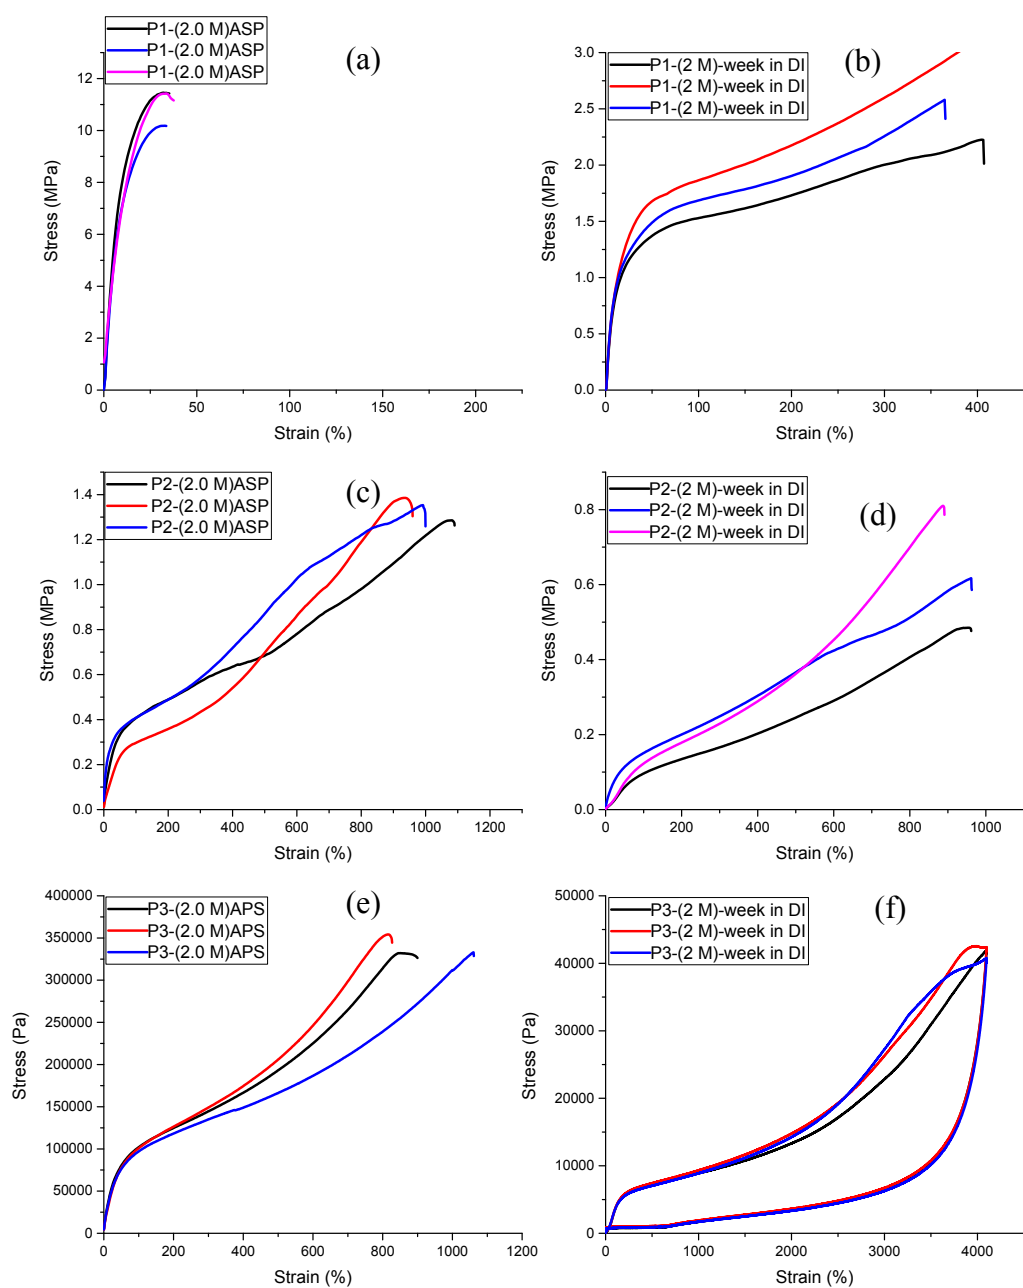 P1-(2.0 M)ASP
P1-(2.0 M)ASP
P1-(2.0 M)ASP
(a)
12
10
8
6
4
2
0
Stress (MPa)
0 50 100 150 200
Strain (%)
P1-(2 M)-week in DI
P1-(2 M)-week in DI
P1-(2 M)-week in DI
(b)
3.0
2.5
2.0
1.5
1.0
0.5
0.0
Stress (MPa)
0 100 200 300 400
Strain (%)
P2-(2.0 M)ASP
P2-(2.0 M)ASP
P2-(2.0 M)ASP
(c)
1.4
1.2
1.0
0.8
0.6
0.4
0.2
0.0
Stress (MPa)
0 200 400 600 800 1000 1200
Strain (%)
P2-(2 M)-week in DI
P2-(2 M)-week in DI
P2-(2 M)-week in DI
(d)
0.8
0.6
0.4
0.2
0.0
Stress (MPa)
0 200 400 600 800 1000
Strain (%)
P3-(2.0 M)APS
P3-(2.0 M)APS
P3-(2.0 M)APS
(e)
400000
350000
300000
250000
200000
150000
100000
50000
0
Stress (Pa)
0 200 400 600 800 1000 1200
Strain (%)
P3-(2 M)-week in DI
P3-(2 M)-week in DI
P3-(2 M)-week in DI
(f)
50000
40000
30000
20000
10000
0
Stress (Pa)
0 1000 2000 3000 4000
Strain (%)